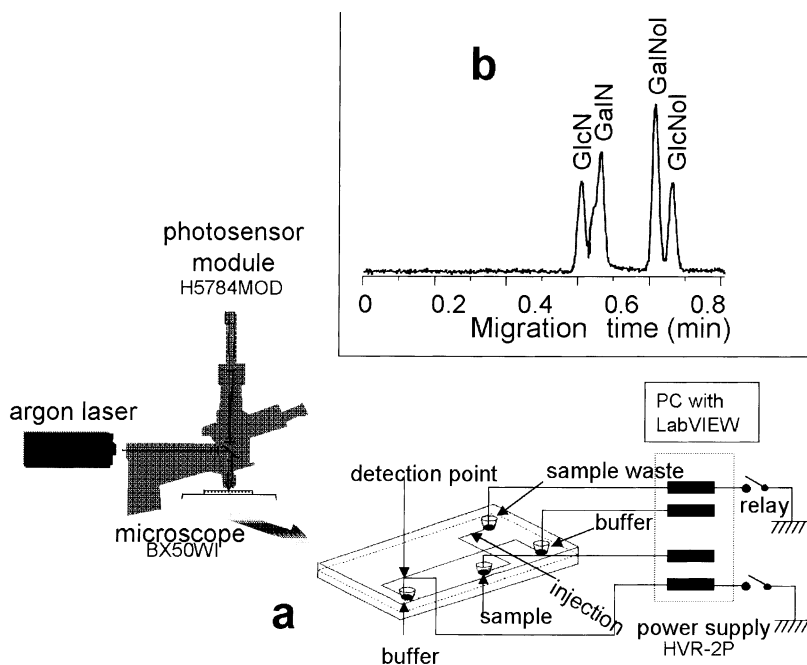 b
GlcN
GalN
GalNol
GlcNol
0 0.2 0.4 0.6 0.8
Migration time (min)
photosensor
module
H5784MOD
argon laser
microscope
BX50WI
PC with
LabVIEW
detection point
sample waste
relay
buffer
injection
a
sample
power supply
HVR-2P
buffer